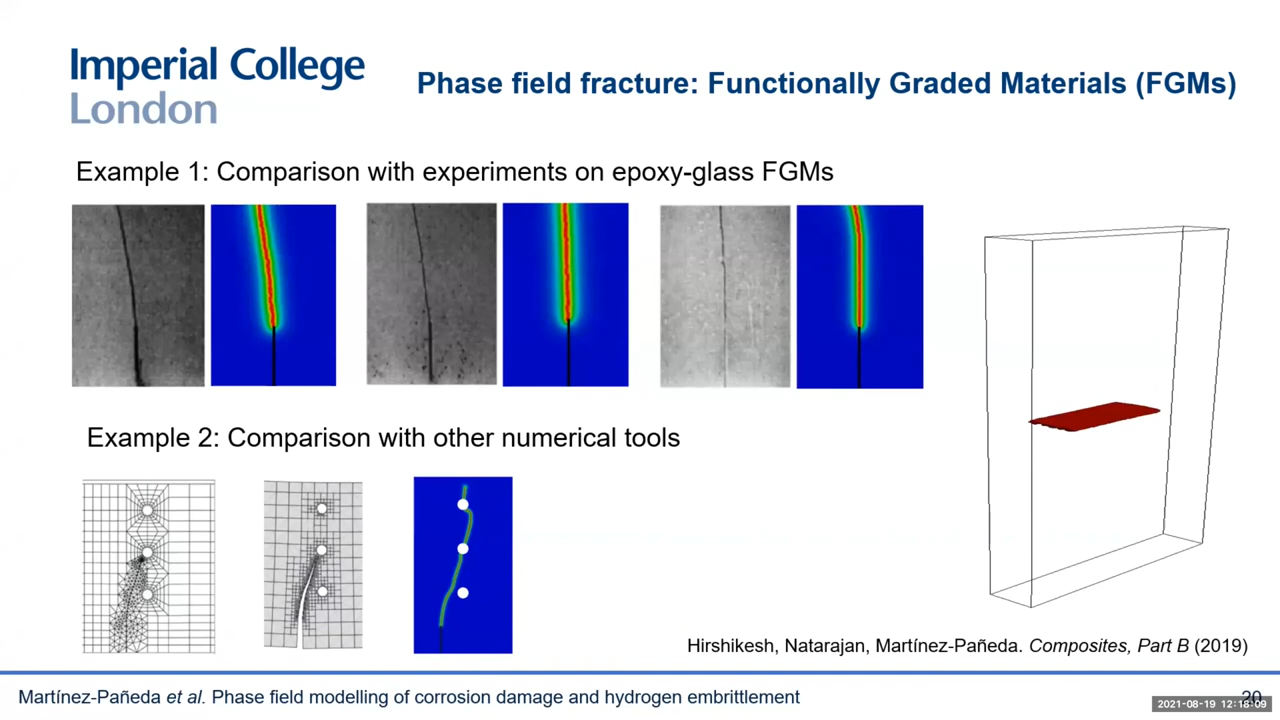 Imperial College
London
Phase field fracture: Functionally Graded Materials (FGMs)
Example 1: Comparison with experiments on epoxy-glass FGMs
Example 2: Comparison with other numerical tools
Hirshikesh, Natarajan, Martínez-Pañeda. Composites, Part B (2019)
Martínez-Pañeda et al. Phase field modelling of corrosion damage and hydrogen embrittlement
20
2021-08-19 12:18:09